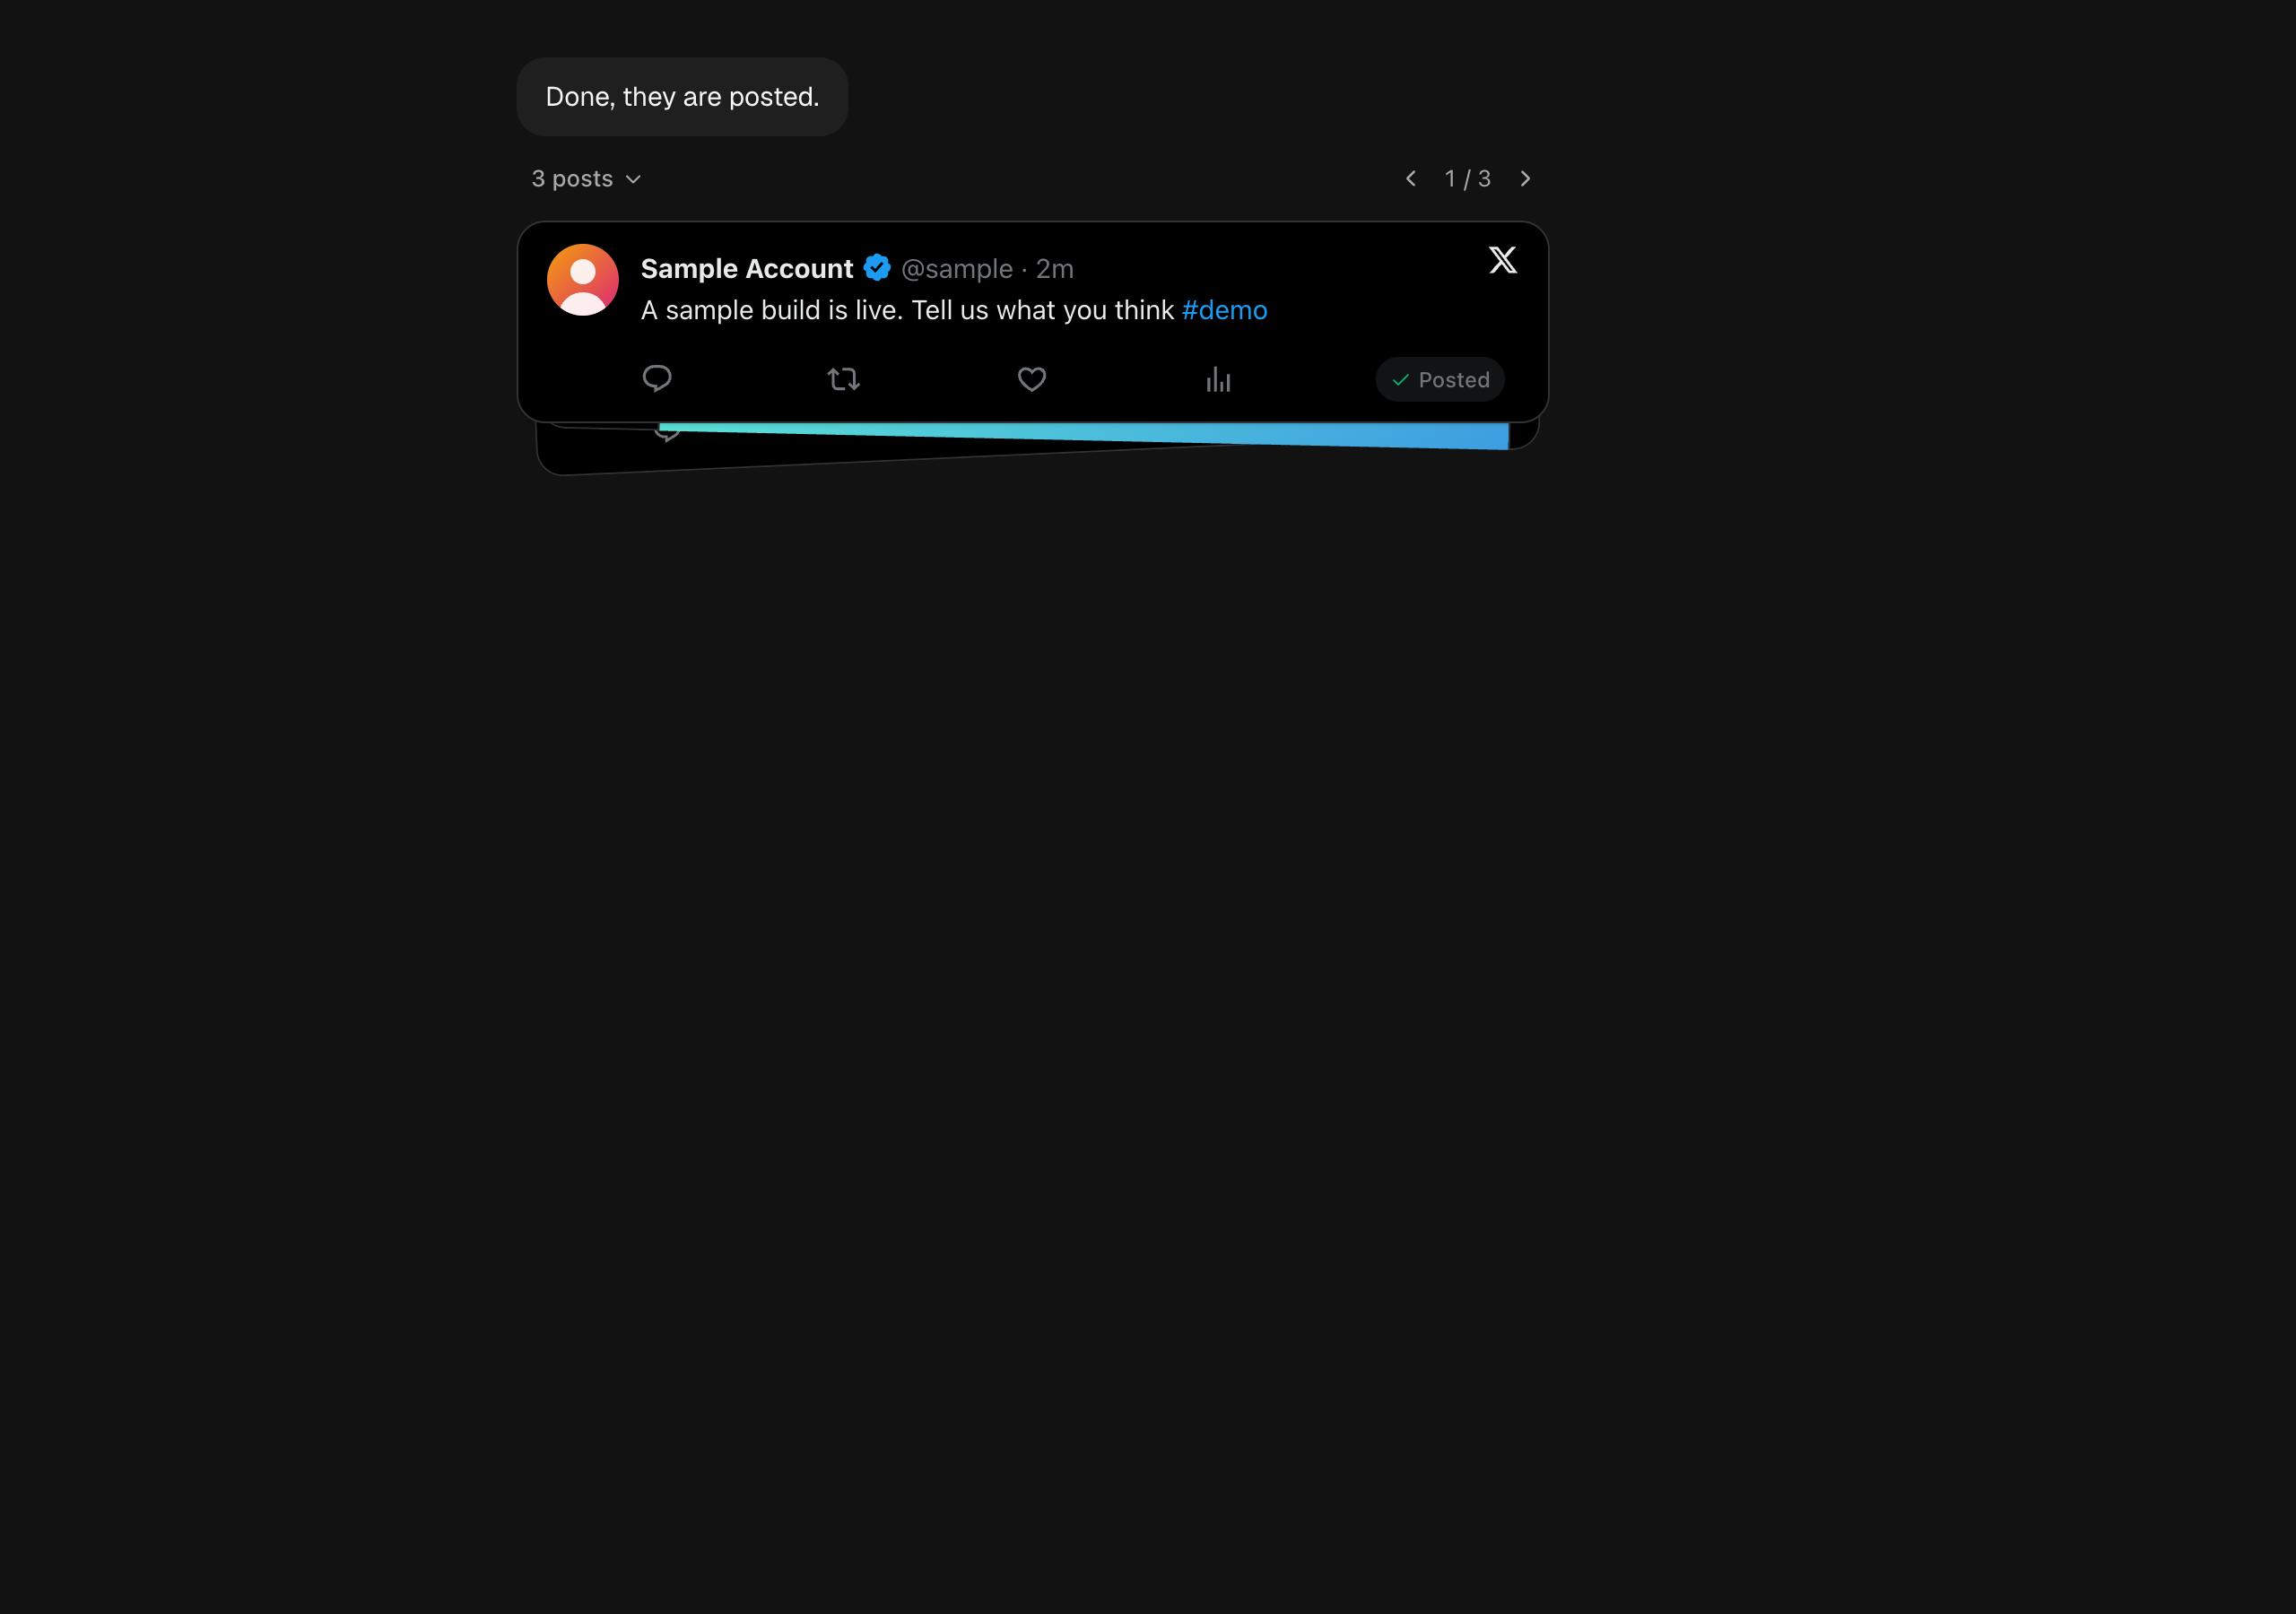 Done, they are posted.
3 posts
1 / 3
Sample Account @sample · 2m
A sample build is live. Tell us what you think #demo
Posted